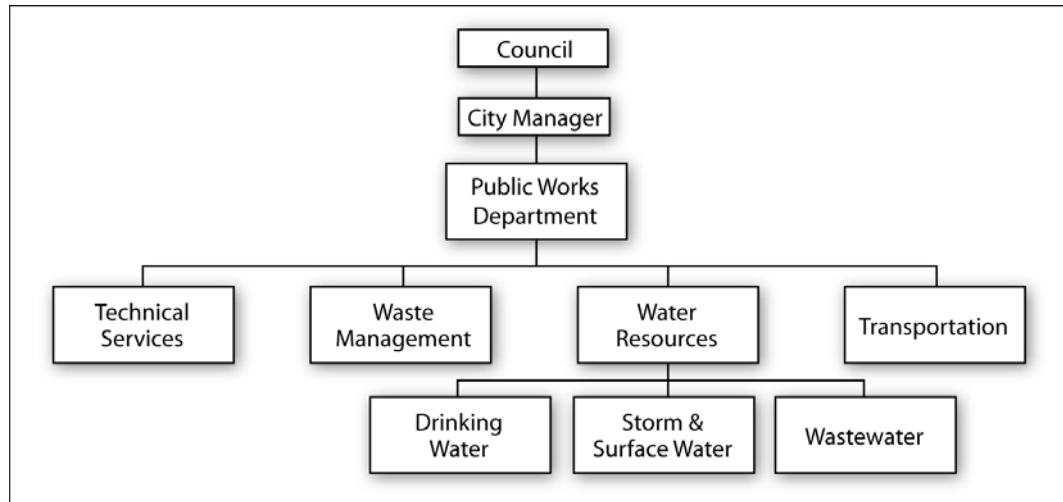 Council
City Manager
Public Works
Department
Technical
Services
Waste
Management
Water
Resources
Transportation
Drinking
Water
Storm &
Surface Water
Wastewater